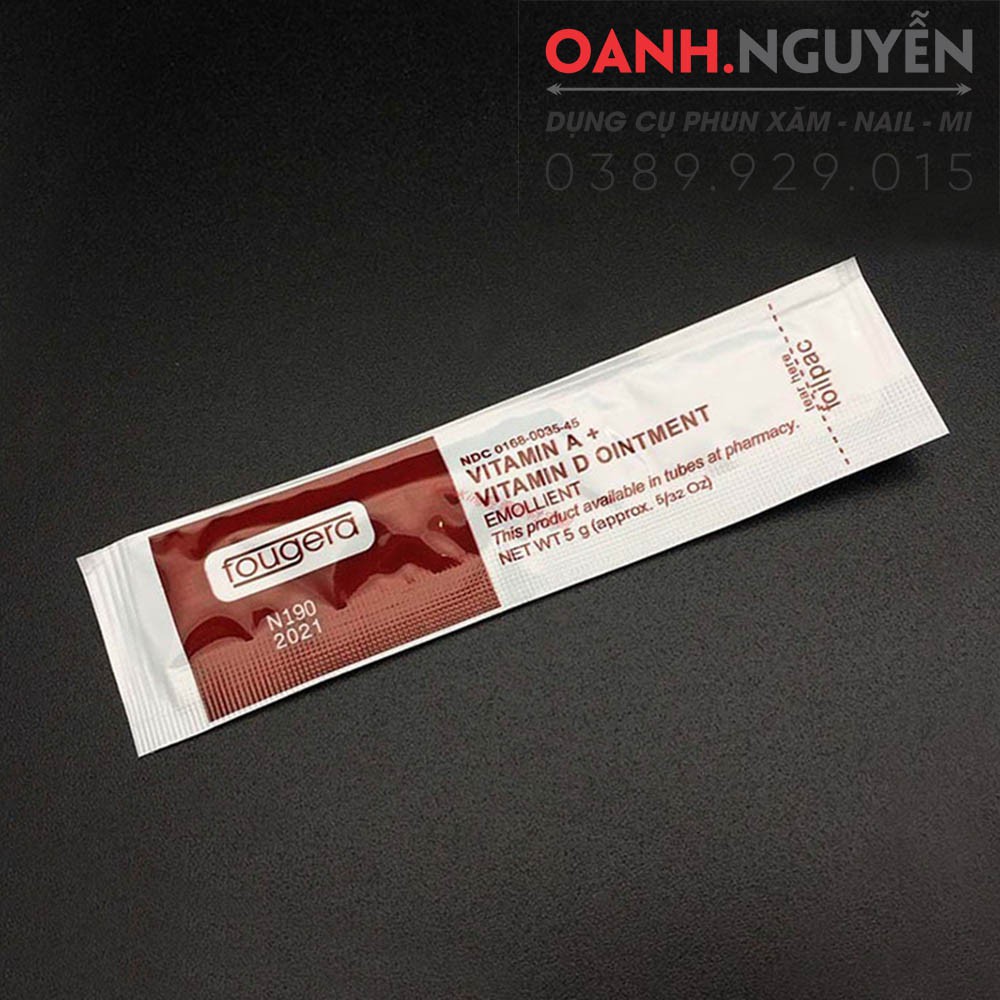 OANH.NGUYỄN
DỤNG CỤ PHUN XĂM - NAIL - MI
0389.929.015
fougera
N190
2021
NDC 0168-0035-45
VITAMIN A +
VITAMIN D OINTMENT
EMOLLIENT
This product available in tubes at pharmacy.
NET WT 5 g (approx. 5/32 Oz)
tear here
foilpac